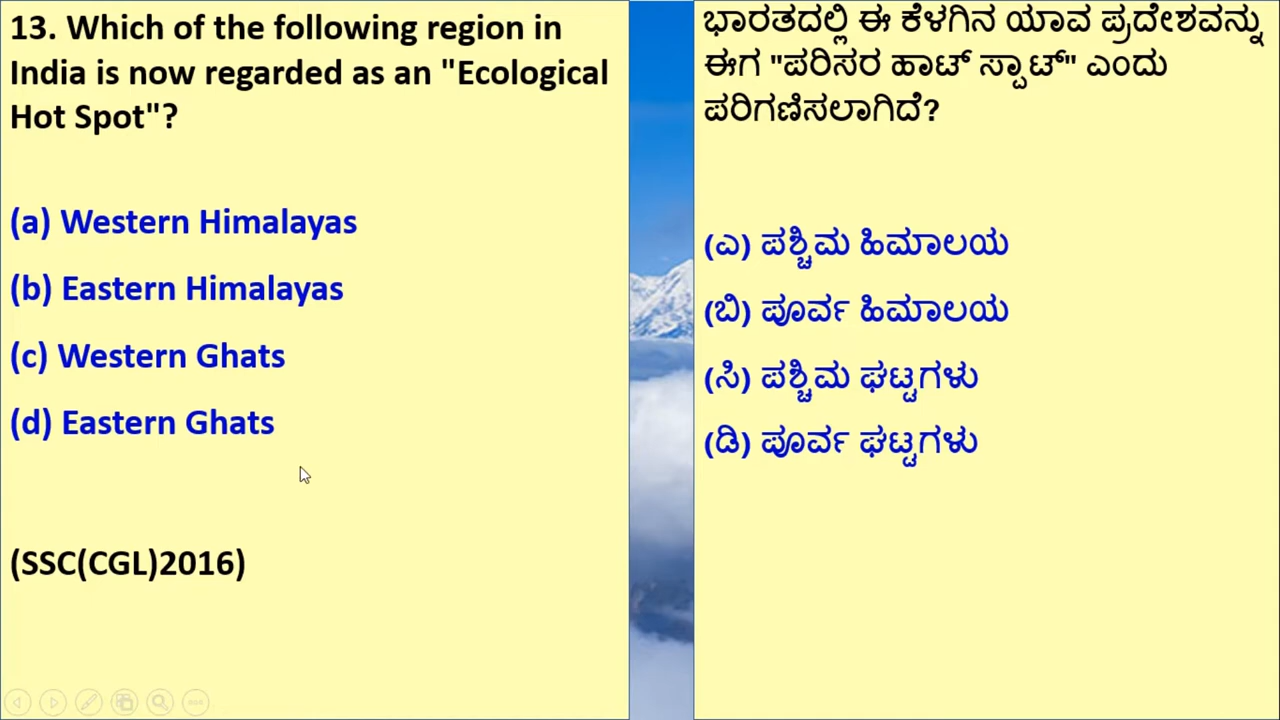 13. Which of the following region in
India is now regarded as an "Ecological
Hot Spot"?
(a) Western Himalayas
(b) Eastern Himalayas
(c) Western Ghats
(d) Eastern Ghats
(SSC(CGL)2016)
ಭಾರತದಲ್ಲಿ ಈ ಕೆಳಗಿನ ಯಾವ ಪ್ರದೇಶವನ್ನು
ಈಗ "ಪರಿಸರ ಹಾಟ್ ಸ್ಪಾಟ್" ಎಂದು
ಪರಿಗಣಿಸಲಾಗಿದೆ?
(ಎ) ಪಶ್ಚಿಮ ಹಿಮಾಲಯ
(ಬಿ) ಪೂರ್ವ ಹಿಮಾಲಯ
(ಸಿ) ಪಶ್ಚಿಮ ಘಟ್ಟಗಳು
(ಡಿ) ಪೂರ್ವ ಘಟ್ಟಗಳು